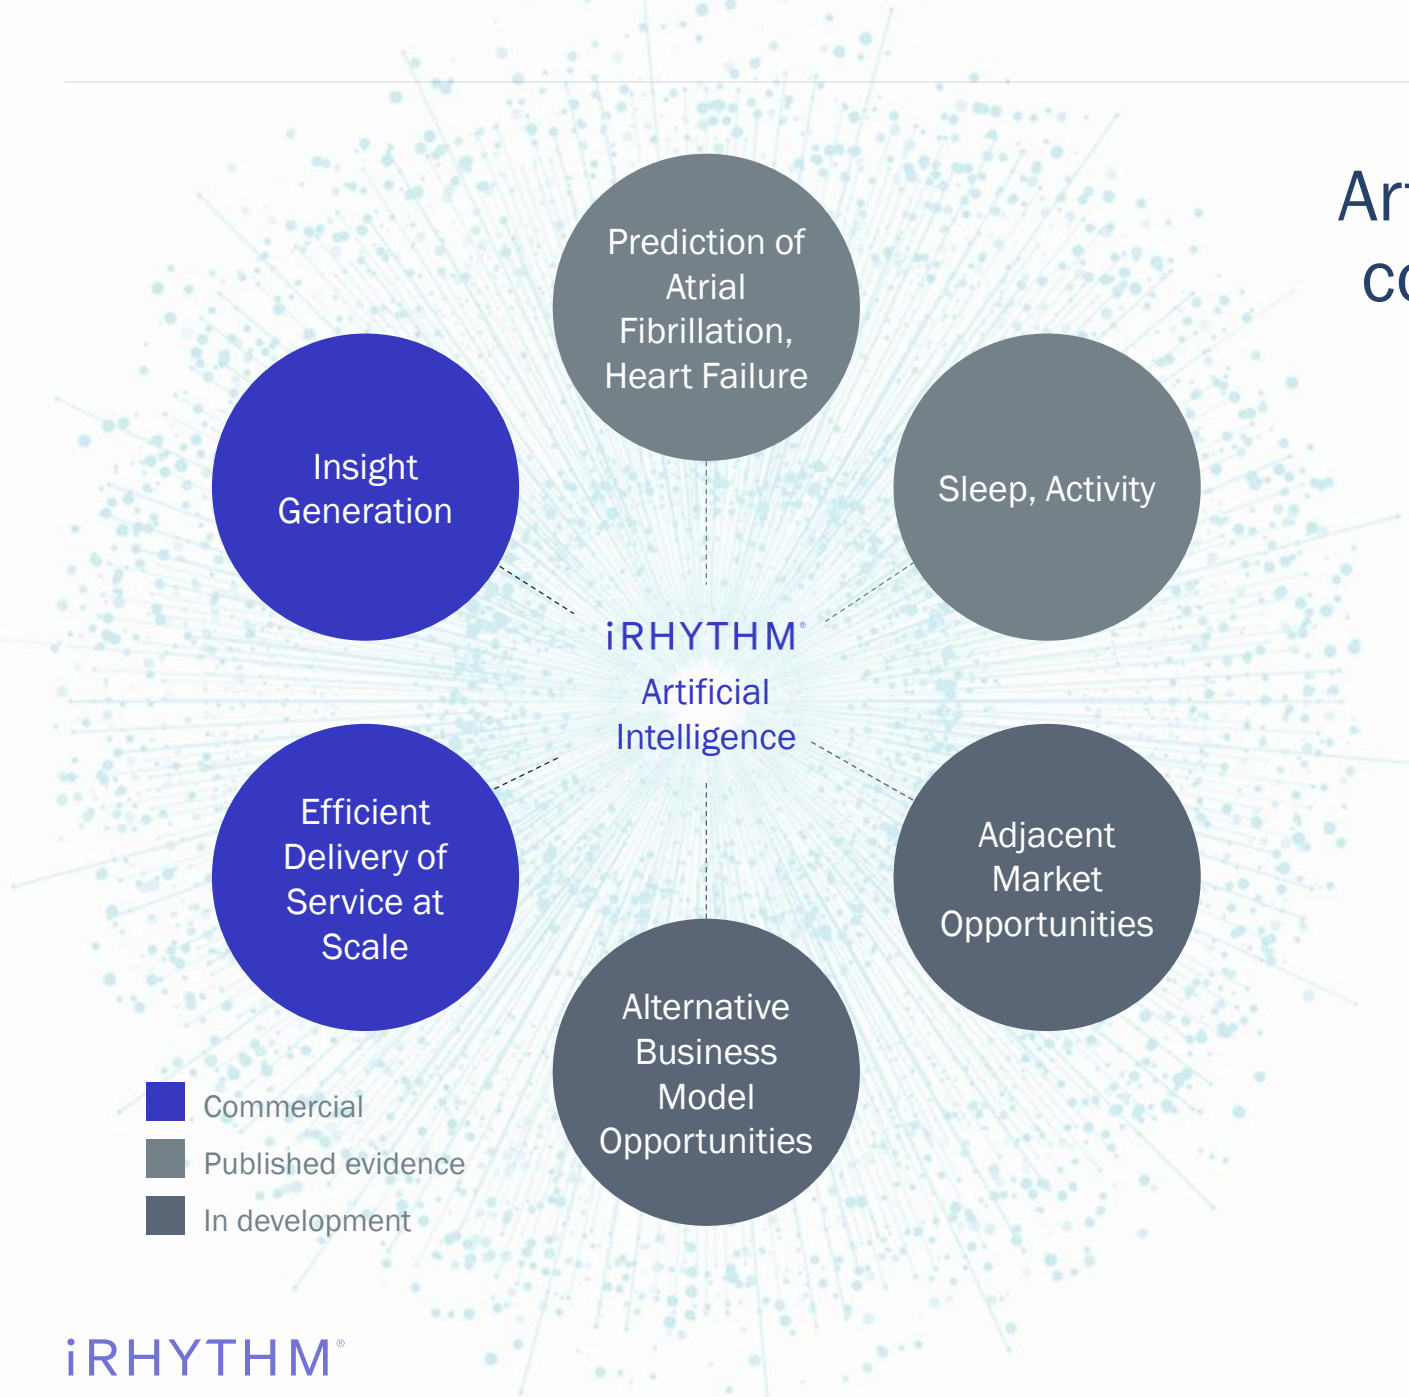 Prediction of
Atrial
Fibrillation,
Heart Failure
Insight
Generation
Sleep, Activity
iRHYTHM®
Artificial
Intelligence
Efficient
Delivery of
Service at
Scale
Adjacent
Market
Opportunities
Alternative
Business
Model
Opportunities
Commercial
Published evidence
In development
iRHYTHM®